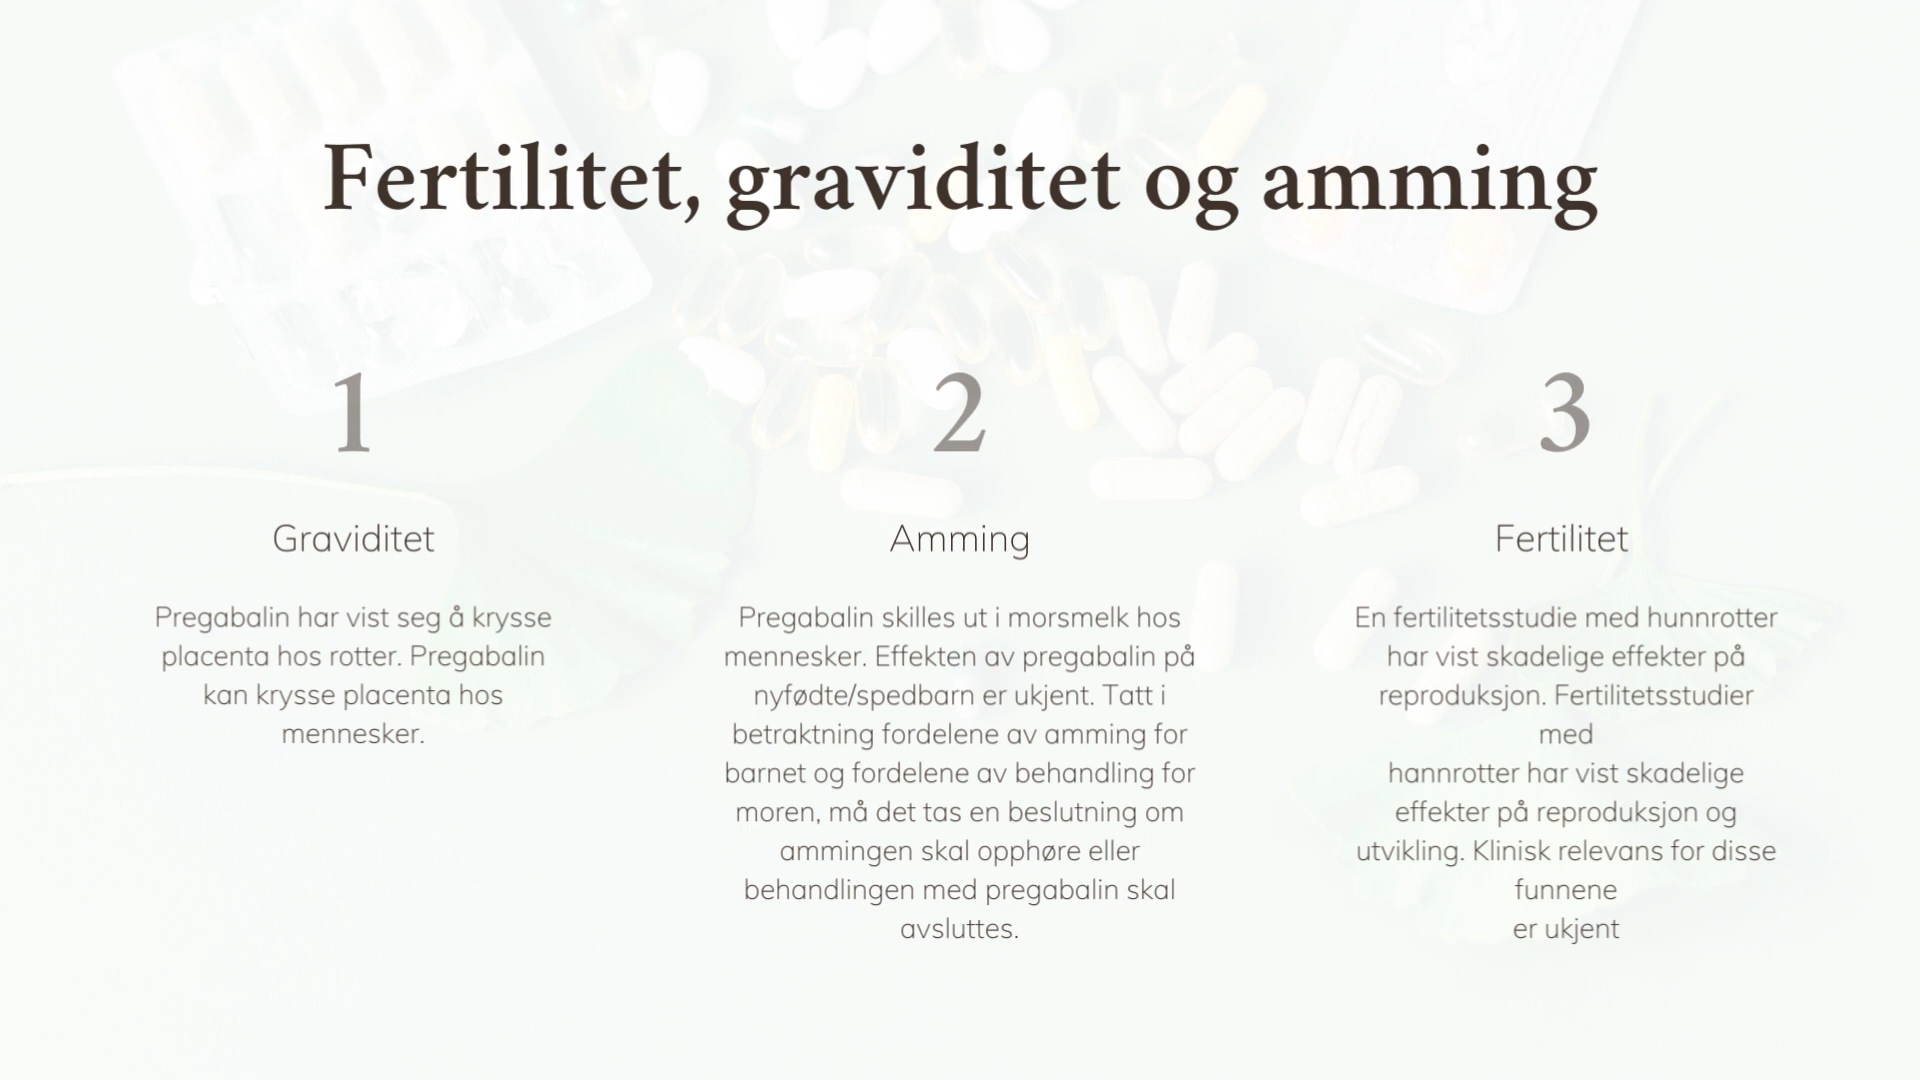 Fertilitet, graviditet og amming
1
Graviditet
Pregabalin har vist seg å krysse
placenta hos rotter. Pregabalin
kan krysse placenta hos
mennesker.
2
Amming
Pregabalin skilles ut i morsmelk hos
mennesker. Effekten av pregabalin på
nyfødte/spedbarn er ukjent. Tatt i
betraktning fordelene av amming for
barnet og fordelene av behandling for
moren, må det tas en beslutning om
ammingen skal opphøre eller
behandlingen med pregabalin skal
avsluttes.
3
Fertilitet
En fertilitetsstudie med hunnrotter
har vist skadelige effekter på
reproduksjon. Fertilitetsstudier
med
hannrotter har vist skadelige
effekter på reproduksjon og
utvikling. Klinisk relevans for disse
funnene
er ukjent